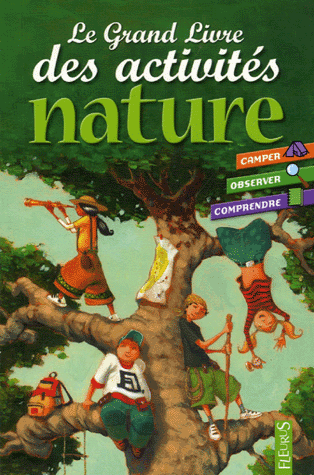 Le Grand Livre
des activités
nature
CAMPER
OBSERVER
COMPRENDRE
FLEURUS